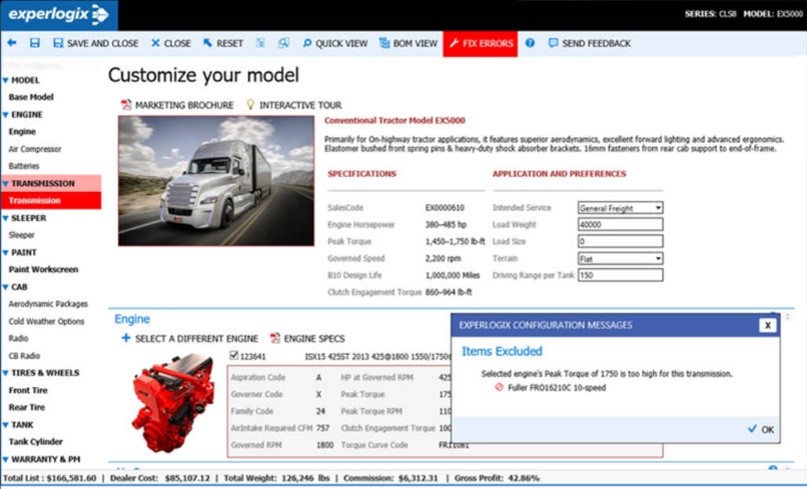 experlogix
SERIES: CLS8 MODEL: EX5000
SAVE AND CLOSE CLOSE RESET QUICK VIEW BOM VIEW FIX ERRORS SEND FEEDBACK
MODEL
Base Model
ENGINE
Engine
Air Compressor
Batteries
TRANSMISSION
Transmission
SLEEPER
Sleeper
PAINT
Paint Workscreen
CAB
Aerodynamic Packages
Cold Weather Options
Radio
CB Radio
TIRES & WHEELS
Front Tire
Rear Tire
TANK
Tank Cylinder
WARRANTY & PM
Customize your model
MARKETING BROCHURE INTERACTIVE TOUR
Conventional Tractor Model EX5000
Primarily for On-highway tractor applications, it features superior aerodynamics, excellent forward lighting and advanced ergonomics.
Elastomer bushed front spring pins & heavy-duty shock absorber brackets. 16mm fasteners from rear cab support to end-of-frame.
SPECIFICATIONS APPLICATION AND PREFERENCES
SalesCode EX0000610 Intended Service General Freight
Engine Horsepower 380–485 hp Load Weight 40000
Peak Torque 1,450–1,750 lb-ft Load Size 0
Governed Speed 2,200 rpm Terrain Flat
B10 Design Life 1,000,000 Miles Driving Range per Tank 150
Clutch Engagement Torque 860–964 lb-ft
Engine
SELECT A DIFFERENT ENGINE ENGINE SPECS
123641 ISX15 425ST 2013 425@1800 1550/1750
Aspiration Code A HP at Governed RPM 425
Governor Code X Peak Torque 175
Family Code 24 Peak Torque RPM 110
AirIntake Required CFM 757 Clutch Engagement Torque 100
Governed RPM 1800 Torque Curve Code FR11081
EXPERLOGIX CONFIGURATION MESSAGES X
Items Excluded
Selected engine's Peak Torque of 1750 is too high for this transmission.
Fuller FRO16210C 10-speed
OK
Total List : $166,581.60 | Dealer Cost: $85,107.12 | Total Weight: 126,246 lbs | Commission: $6,312.31 | Gross Profit: 42.86%